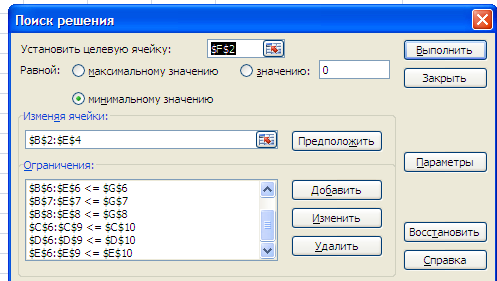 Поиск решения
Установить целевую ячейку: $F$2
Выполнить
Равной: максимальному значению значению: 0
Закрыть
минимальному значению
Изменяя ячейки:
$B$2:$E$4
Предположить
Параметры
Ограничения:
$B$6:$E$6 <= $G$6
$B$7:$E$7 <= $G$7
$B$8:$E$8 <= $G$8
$C$6:$C$9 <= $C$10
$D$6:$D$9 <= $D$10
$E$6:$E$9 <= $E$10
Добавить
Изменить
Удалить
Восстановить
Справка